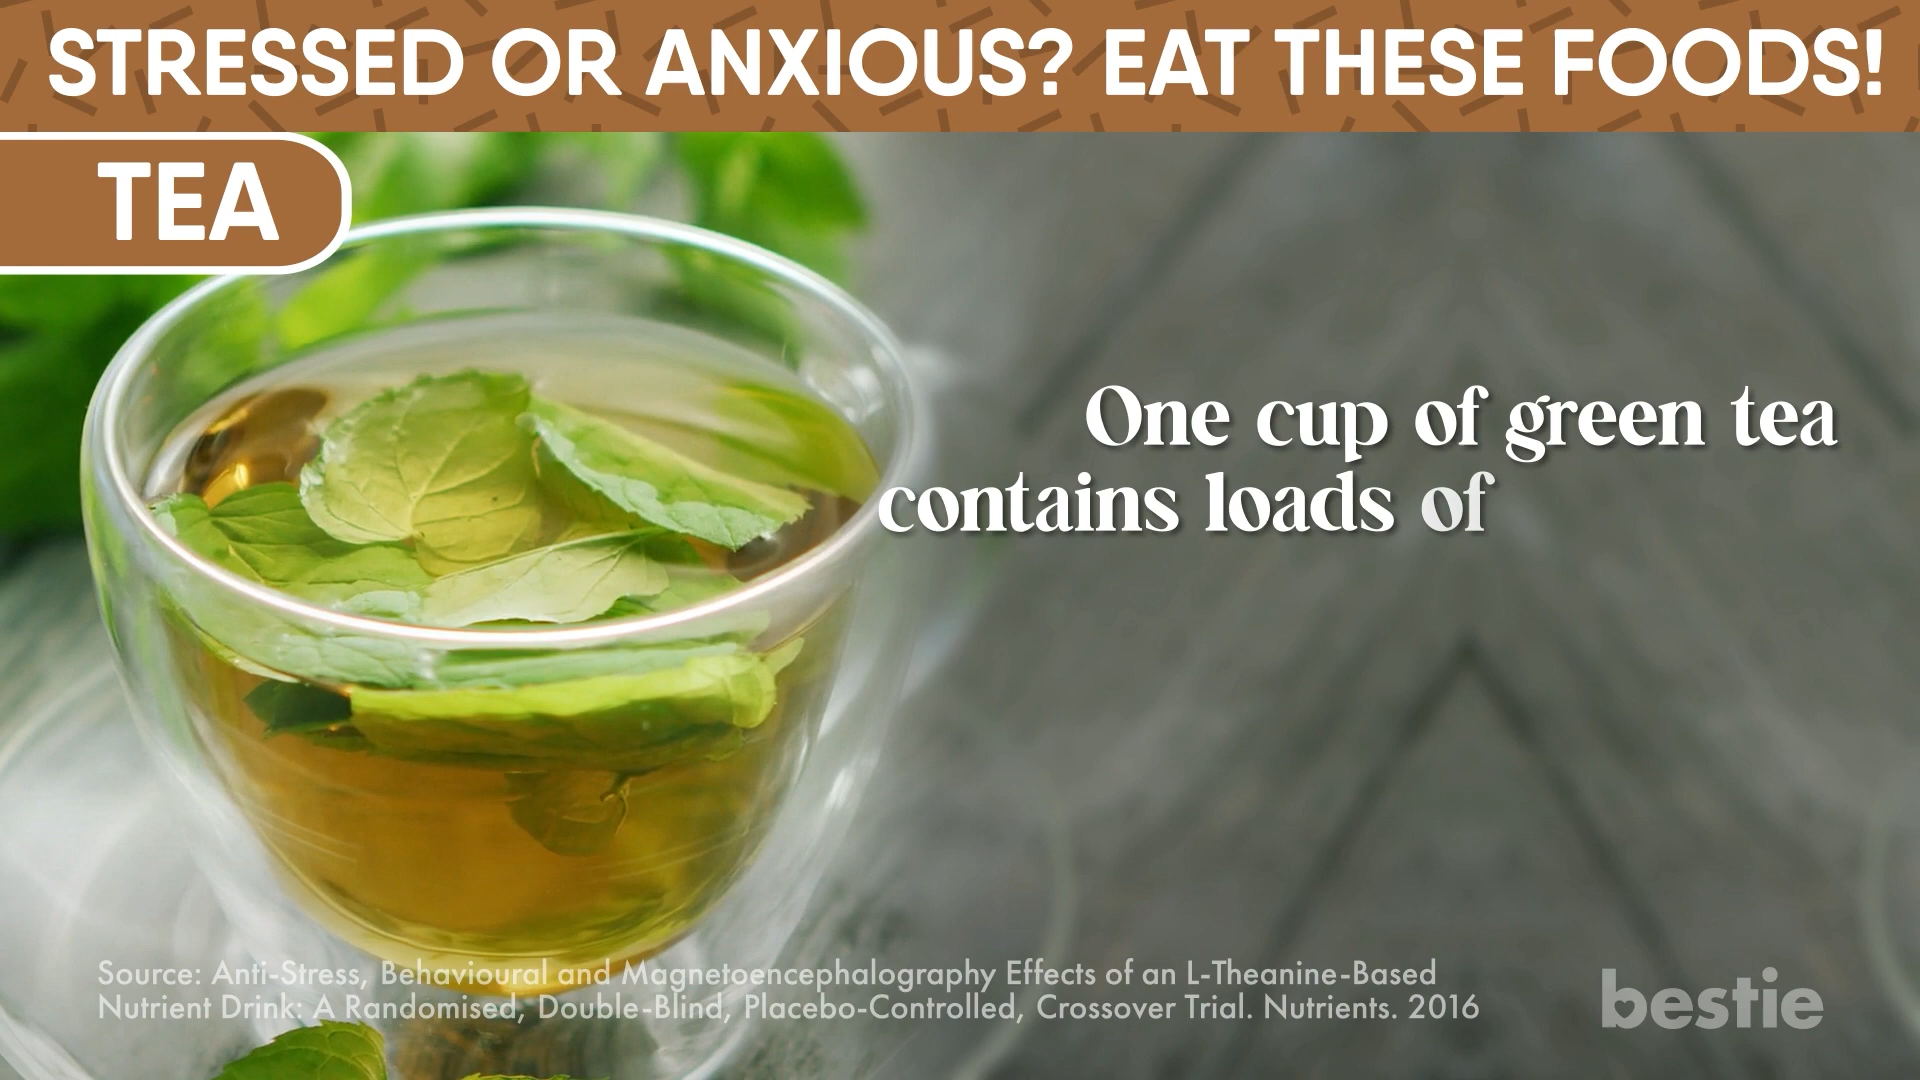 STRESSED OR ANXIOUS? EAT THESE FOODS!
TEA
One cup of green tea
contains loads of
Source: Anti-Stress, Behavioural and Magnetoencephalography Effects of an L-Theanine-Based
Nutrient Drink: A Randomised, Double-Blind, Placebo-Controlled, Crossover Trial. Nutrients. 2016
bestie